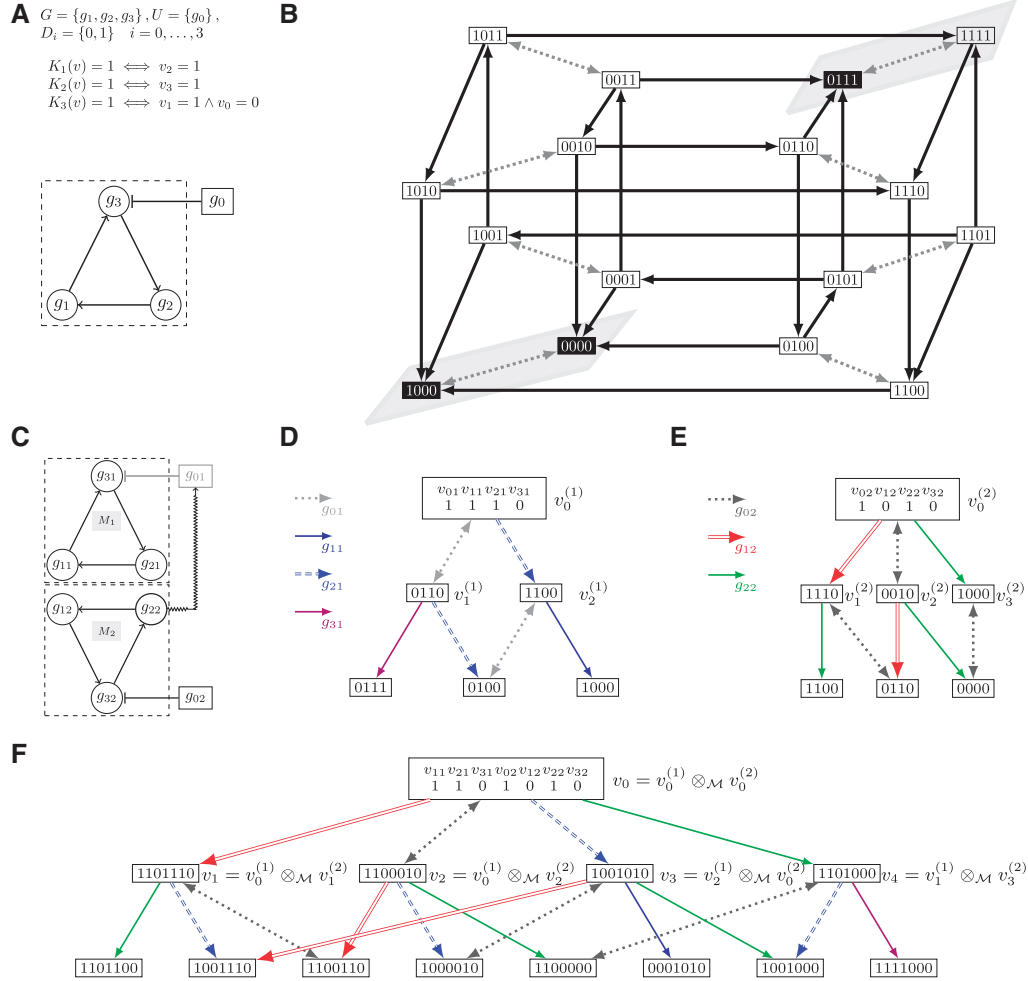 A
G = {g₁, g₂, g₃} , U = {g₀} ,
Dᵢ = {0, 1} i = 0, . . . , 3
K₁(v) = 1 ⟺ v₂ = 1
K₂(v) = 1 ⟺ v₃ = 1
K₃(v) = 1 ⟺ v₁ = 1 ∧ v₀ = 0
g₃ g₀
g₁ g₂
B
1011 1111
0011 0111
0010 0110
1010 1110
1001 1101
0001 0101
0000 0100
1000 1100
C
g₃₁ g₀₁
M₁
g₁₁ g₂₁
g₁₂ g₂₂
M₂
g₃₂ g₀₂
D
v₀₁ v₁₁ v₂₁ v₃₁
1 1 1 0 v₀⁽¹⁾
g₀₁
g₁₁
g₂₁
g₃₁
0110 v₁⁽¹⁾ 1100 v₂⁽¹⁾
0111 0100 1000
E
v₀₂ v₁₂ v₂₂ v₃₂
1 0 1 0 v₀⁽²⁾
g₀₂
g₁₂
g₂₂
1110 v₁⁽²⁾ 0010 v₂⁽²⁾ 1000 v₃⁽²⁾
1100 0110 0000
F
v₁₁ v₂₁ v₃₁ v₀₂ v₁₂ v₂₂ v₃₂
1 1 0 1 0 1 0 v₀ = v₀⁽¹⁾ ⊗_ℳ v₀⁽²⁾
1101110 v₁ = v₀⁽¹⁾ ⊗_ℳ v₁⁽²⁾ 1100010 v₂ = v₀⁽¹⁾ ⊗_ℳ v₂⁽²⁾ 1001010 v₃ = v₂⁽¹⁾ ⊗_ℳ v₀⁽²⁾ 1101000 v₄ = v₁⁽¹⁾ ⊗_ℳ v₃⁽²⁾
1101100 1001110 1100110 1000010 1100000 0001010 1001000 1111000